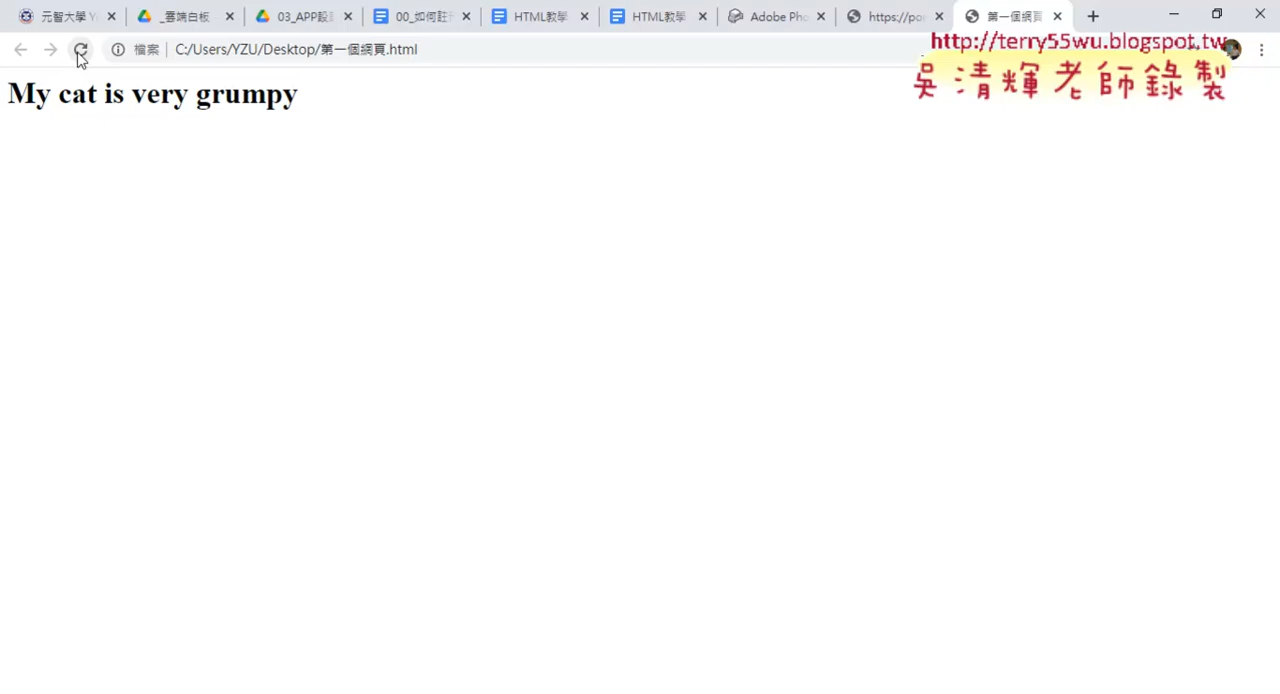 元智大學 Y
_雲端白板
03_APP設
00_如何註
HTML教學
HTML教學
Adobe Pho
https://po
第一個網頁
檔案
C:/Users/YZU/Desktop/第一個網頁.html
http://terry55wu.blogspot.tw
吳清輝老師錄製
My cat is very grumpy